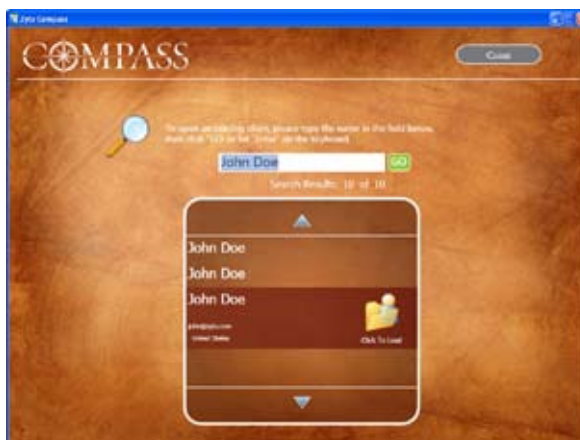 Zyto Compass
COMPASS
Close
To open an existing client, please type the name in the field below,
then click "GO" or hit "Enter" on the keyboard.
John Doe
GO
Search Results: 10 of 10
John Doe
John Doe
John Doe
United States
Click To Load